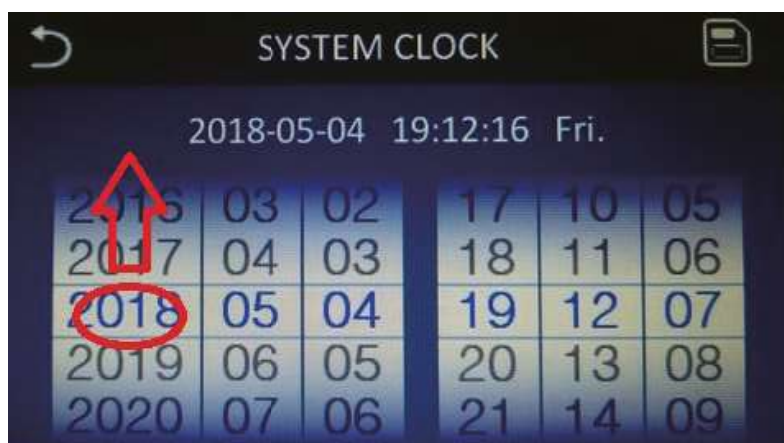 SYSTEM CLOCK
2018-05-04 19:12:16 Fri.
2016 03 02 17 10 05
2017 04 03 18 11 06
2018 05 04 19 12 07
2019 06 05 20 13 08
2020 07 06 21 14 09